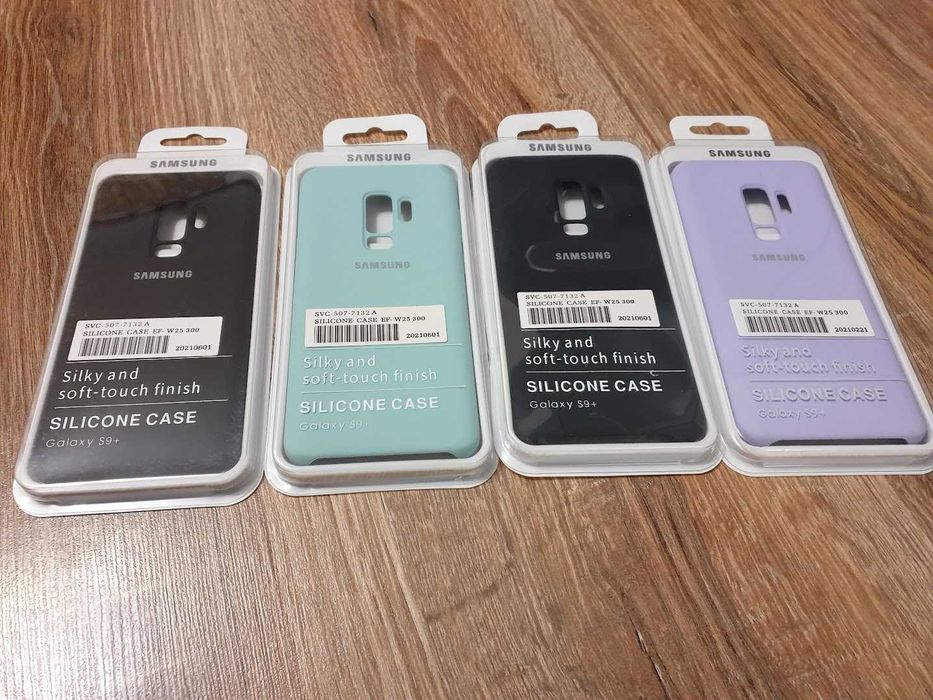 SAMSUNG
SAMSUNG
SVC-507-7132 A
SILICONE CASE EF-W25 300
20210601
Silky and
soft-touch finish
SILICONE CASE
Galaxy S9+
SAMSUNG
SAMSUNG
SVC-507-7132 A
SILICONE CASE EF-W25 300
20210601
Silky and
soft-touch finish
SILICONE CASE
Galaxy S9+
SAMSUNG
SAMSUNG
SVC-507-7132 A
SILICONE CASE EF-W25 300
20210601
Silky and
soft-touch finish
SILICONE CASE
Galaxy S9+
SAMSUNG
SAMSUNG
SVC-507-7132 A
SILICONE CASE EF-W25 300
20210221
Silky and
soft-touch finish
SILICONE CASE
Galaxy S9+